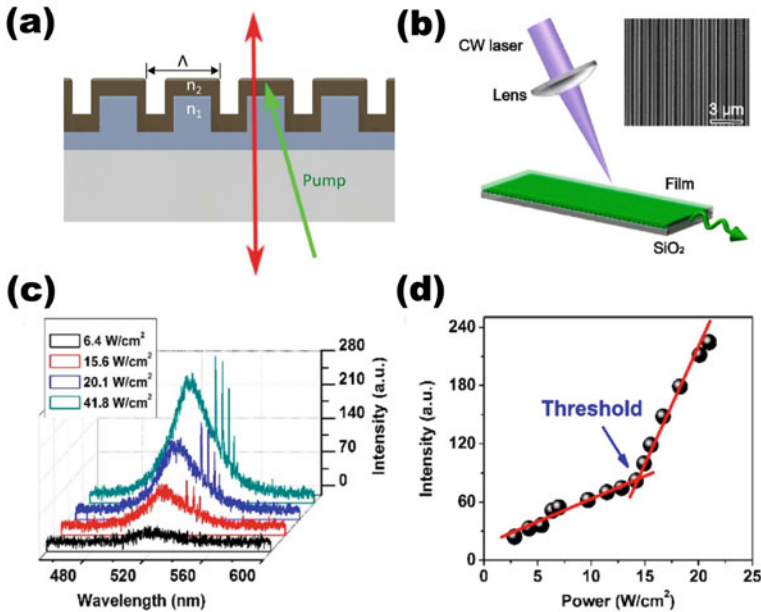 (a)
Λ
n2
n1
Pump
(b)
CW laser
Lens
3 μm
Film
SiO₂
(c)
6.4 W/cm²
15.6 W/cm²
20.1 W/cm²
41.8 W/cm²
280
210
140
70
0
Intensity (a.u.)
480 520 560 600
Wavelength (nm)
(d)
240
180
120
60
0
Intensity (a.u.)
Threshold
0 5 10 15 20 25
Power (W/cm²)